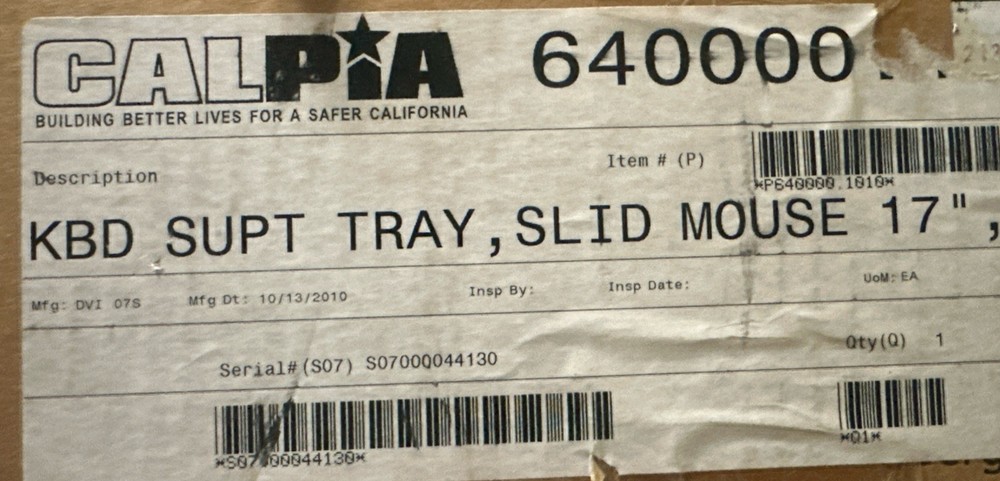 CALPIA 640000
BUILDING BETTER LIVES FOR A SAFER CALIFORNIA
Description Item # (P)
*P640000.1010*
KBD SUPT TRAY,SLID MOUSE 17",
Mfg: DVI 07S Mfg Dt: 10/13/2010 Insp By: Insp Date: UoM: EA
Serial#(S07) S07000044130 Qty(Q) 1
*S07000044130* *Q1*